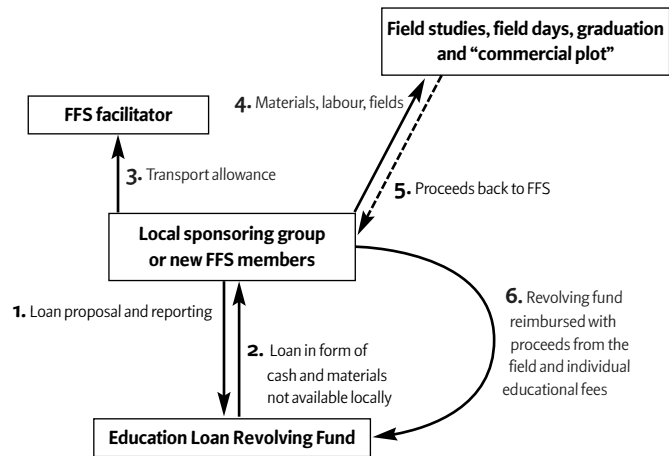 Field studies, field days, graduation
and “commercial plot”
4. Materials, labour, fields
FFS facilitator
3. Transport allowance
5. Proceeds back to FFS
Local sponsoring group
or new FFS members
1. Loan proposal and reporting
2. Loan in form of
cash and materials
not available locally
6. Revolving fund
reimbursed with
proceeds from the
field and individual
educational fees
Education Loan Revolving Fund